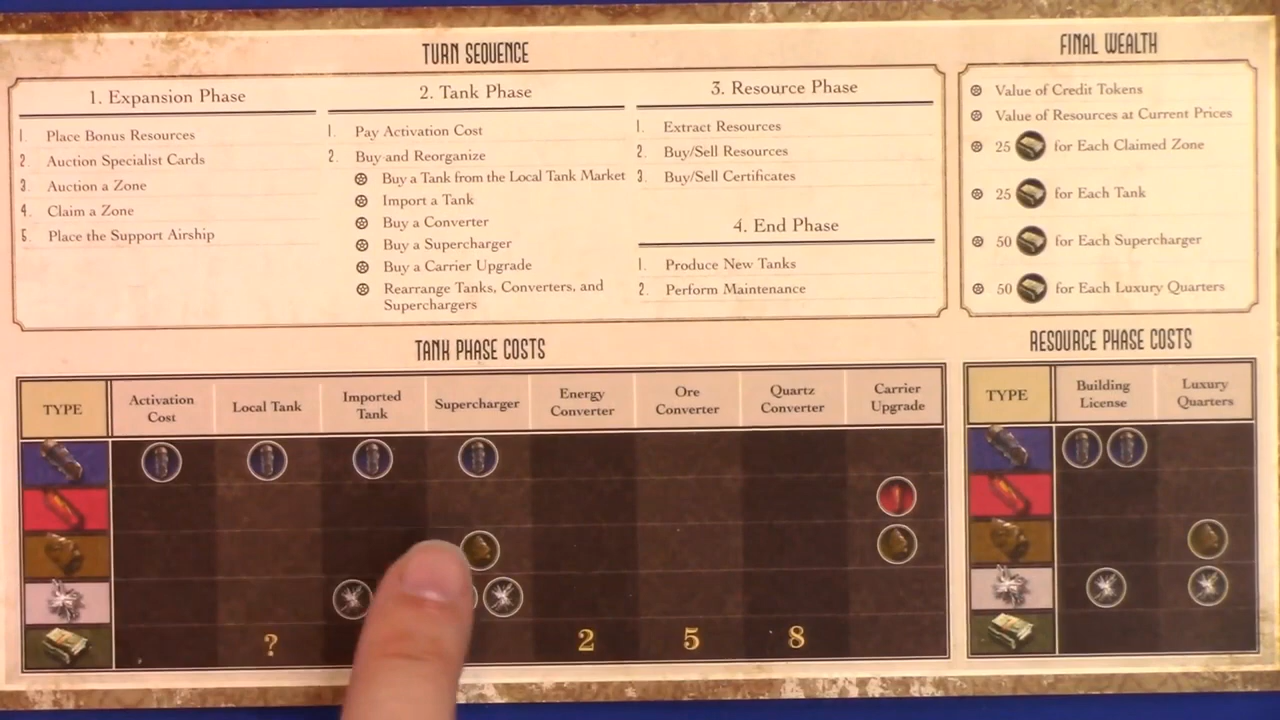 TURN SEQUENCE
1. Expansion Phase
1. Place Bonus Resources
2. Auction Specialist Cards
3. Auction a Zone
4. Claim a Zone
5. Place the Support Airship
2. Tank Phase
1. Pay Activation Cost
2. Buy and Reorganize
Buy a Tank from the Local Tank Market
Import a Tank
Buy a Converter
Buy a Supercharger
Buy a Carrier Upgrade
Rearrange Tanks, Converters, and
Superchargers
3. Resource Phase
1. Extract Resources
2. Buy/Sell Resources
3. Buy/Sell Certificates
4. End Phase
1. Produce New Tanks
2. Perform Maintenance
FINAL WEALTH
Value of Credit Tokens
Value of Resources at Current Prices
25 for Each Claimed Zone
25 for Each Tank
50 for Each Supercharger
50 for Each Luxury Quarters
TANK PHASE COSTS
TYPE
Activation
Cost
Local Tank
Imported
Tank
Supercharger
Energy
Converter
Ore
Converter
Quartz
Converter
Carrier
Upgrade
? 2 5 8
RESOURCE PHASE COSTS
TYPE
Building
License
Luxury
Quarters